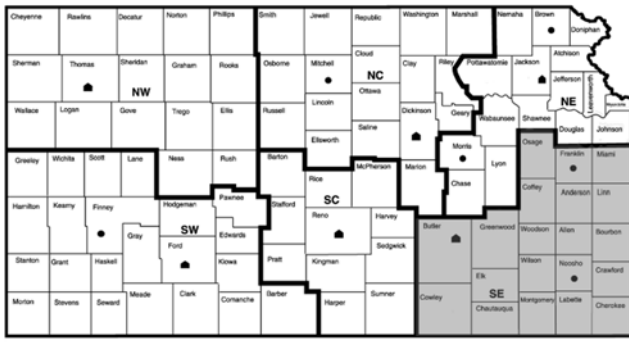 Cheyenne Rawlins Decatur Norton Phillips Smith Jewell Republic Washington Marshall Nemaha Brown Doniphan
Sherman Thomas Sheridan Graham Rooks Osborne Mitchell Cloud Clay Riley Pottawatomie Jackson Atchison
NW NC Ottawa Jefferson Leavenworth
Wallace Logan Gove Trego Ellis Russell Lincoln Dickinson Geary Wabaunsee Shawnee NE
Ellsworth Saline Morris Douglas Johnson
Greeley Wichita Scott Lane Ness Rush Barton McPherson Marion Chase Lyon Osage Franklin Miami
Rice
Hamilton Kearny Finney Hodgeman Pawnee Stafford SC Coffey Anderson Linn
SW Reno Harvey
Gray Ford Edwards Sedgwick Butler Greenwood Woodson Allen Bourbon
Stanton Grant Haskell Kiowa Pratt Kingman Elk Wilson Noosho Crawford
SE
Morton Stevens Seward Meade Clark Comanche Barber Harper Sumner Cowley Chautauqua Montgomery Labette Cherokee